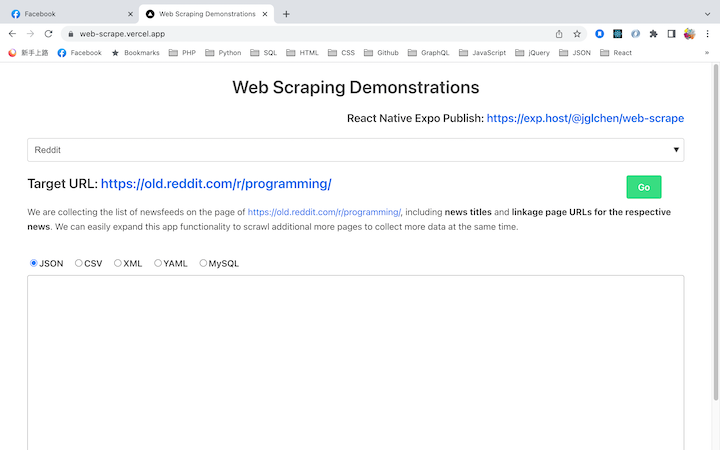 Facebook
Web Scraping Demonstrations
web-scrape.vercel.app
新手上路 Facebook Bookmarks PHP Python SQL HTML CSS Github GraphQL JavaScript jQuery JSON React
Web Scraping Demonstrations
React Native Expo Publish: https://exp.host/@jglchen/web-scrape
Reddit
Target URL: https://old.reddit.com/r/programming/
Go
We are collecting the list of newsfeeds on the page of https://old.reddit.com/r/programming/, including news titles and linkage page URLs for the respective
news. We can easily expand this app functionality to scrawl additional more pages to collect more data at the same time.
JSON CSV XML YAML MySQL